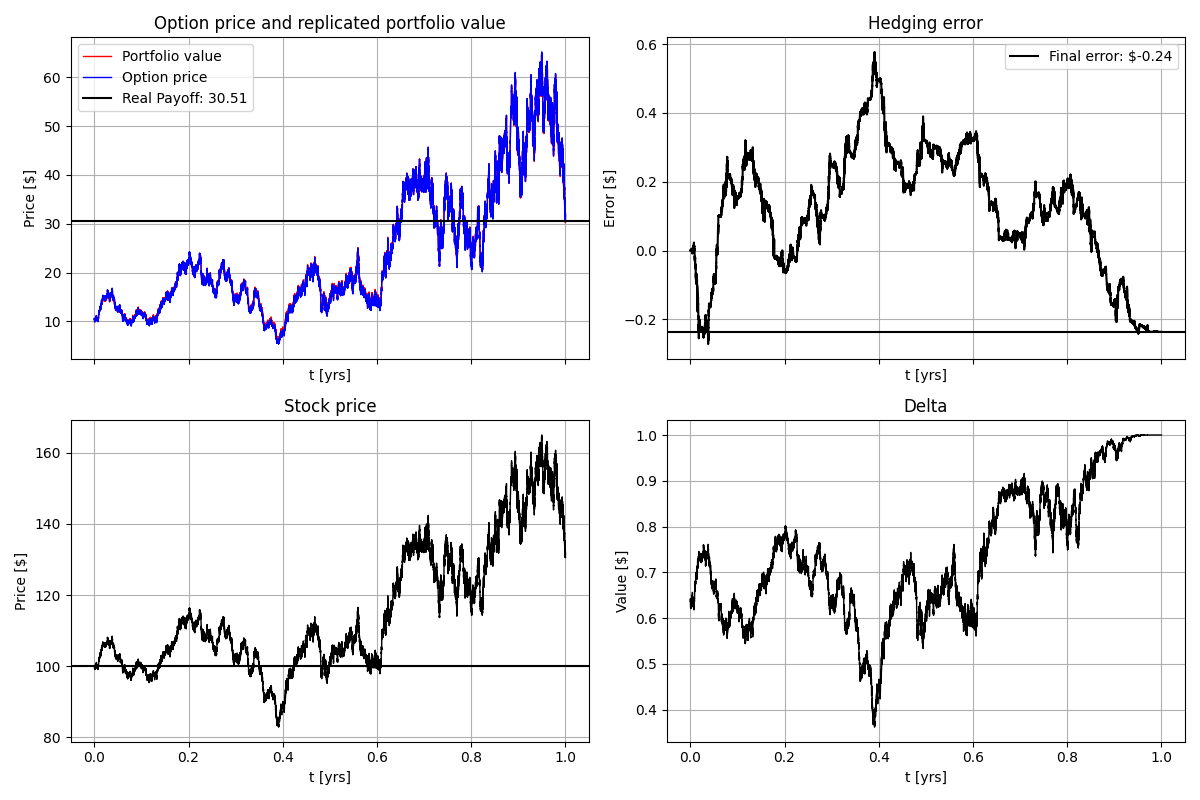 Option price and replicated portfolio value
Portfolio value
Option price
Real Payoff: 30.51
60
50
40
30
20
10
Price [$]
t [yrs]
Hedging error
Final error: $-0.24
0.6
0.4
0.2
0.0
−0.2
Error [$]
t [yrs]
Stock price
160
140
120
100
80
Price [$]
0.0 0.2 0.4 0.6 0.8 1.0
t [yrs]
Delta
1.0
0.9
0.8
0.7
0.6
0.5
0.4
Value [$]
0.0 0.2 0.4 0.6 0.8 1.0
t [yrs]